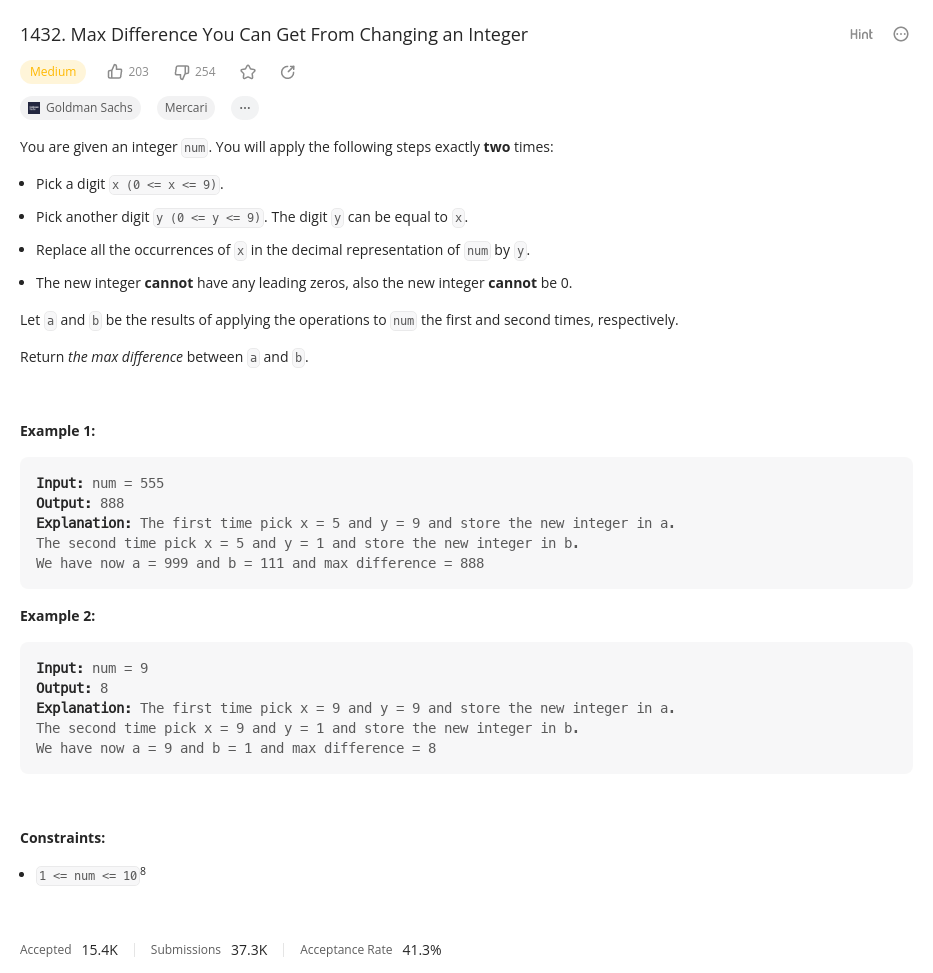 1432. Max Difference You Can Get From Changing an Integer
Hint
Medium 203 254
Goldman Sachs Mercari ...
You are given an integer num. You will apply the following steps exactly two times:
• Pick a digit x (0 <= x <= 9).
• Pick another digit y (0 <= y <= 9). The digit y can be equal to x.
• Replace all the occurrences of x in the decimal representation of num by y.
• The new integer cannot have any leading zeros, also the new integer cannot be 0.
Let a and b be the results of applying the operations to num the first and second times, respectively.
Return the max difference between a and b.
Example 1:
Input: num = 555
Output: 888
Explanation: The first time pick x = 5 and y = 9 and store the new integer in a.
The second time pick x = 5 and y = 1 and store the new integer in b.
We have now a = 999 and b = 111 and max difference = 888
Example 2:
Input: num = 9
Output: 8
Explanation: The first time pick x = 9 and y = 9 and store the new integer in a.
The second time pick x = 9 and y = 1 and store the new integer in b.
We have now a = 9 and b = 1 and max difference = 8
Constraints:
• 1 <= num <= 10⁸
Accepted 15.4K Submissions 37.3K Acceptance Rate 41.3%